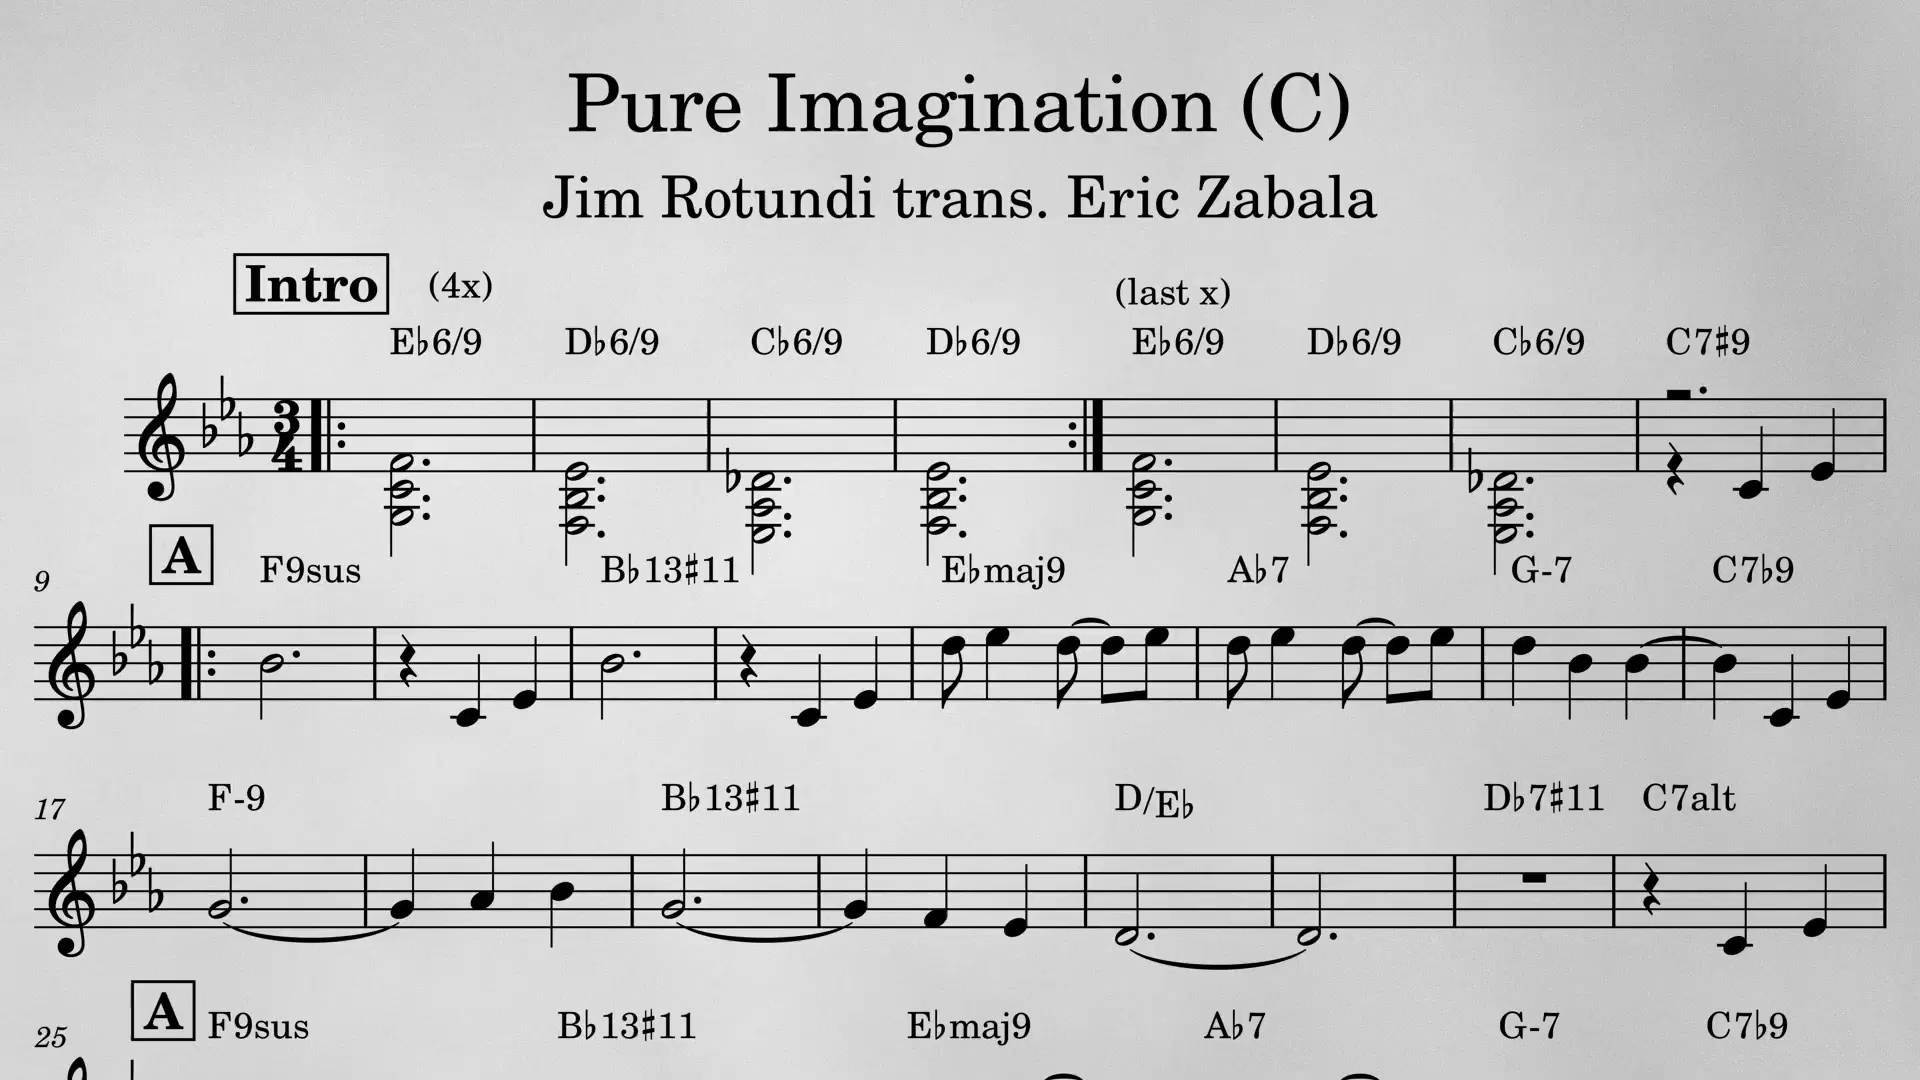 Pure Imagination (C)
Jim Rotundi trans. Eric Zabala
Intro (4x) (last x)
E♭6/9 D♭6/9 C♭6/9 D♭6/9 E♭6/9 D♭6/9 C♭6/9 C7♯9
3
4
A
9 F9sus B♭13♯11 E♭maj9 A♭7 G-7 C7♭9
17 F-9 B♭13♯11 D/E♭ D♭7♯11 C7alt
A
25 F9sus B♭13♯11 E♭maj9 A♭7 G-7 C7♭9